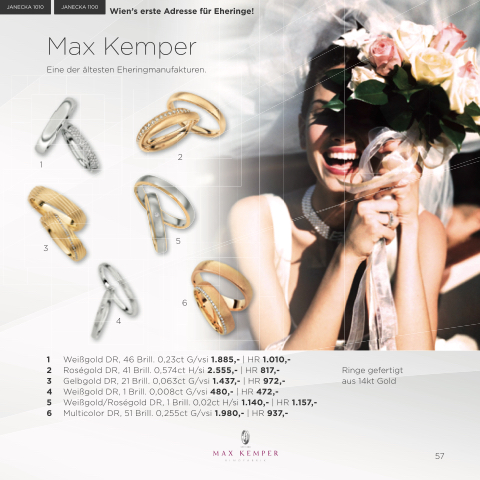 JANECKA 1010
JANECKA 1100
Wien's erste Adresse für Eheringe!
Max Kemper
Eine der ältesten Eheringmanufakturen.
1
2
3
5
4
6
1 Weißgold DR, 46 Brill. 0,23ct G/vsi 1.885,- | HR 1.010,-
2 Roségold DR, 41 Brill. 0,574ct H/si 2.555,- | HR 817,-
3 Gelbgold DR, 21 Brill. 0,063ct G/vsi 1.437,- | HR 972,-
4 Weißgold DR, 1 Brill. 0,008ct G/vsi 480,- | HR 472,-
5 Weißgold/Roségold DR, 1 Brill. 0,02ct H/si 1.140,- | HR 1.157,-
6 Multicolor DR, 51 Brill. 0,255ct G/vsi 1.980,- | HR 937,-
Ringe gefertigt
aus 14kt Gold
MAX KEMPER
57